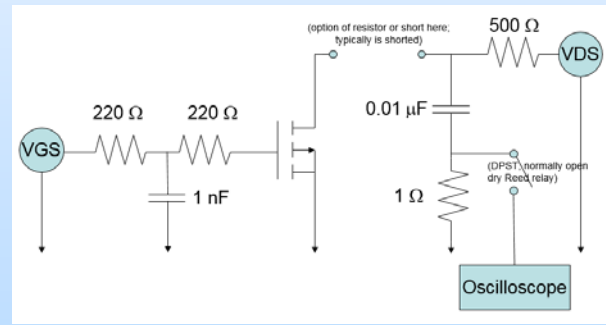 (option of resistor or short here;
typically is shorted)
500 Ω
VDS
220 Ω
220 Ω
0.01 μF
VGS
(DPST, normally open
dry Reed relay)
1 nF
1 Ω
Oscilloscope